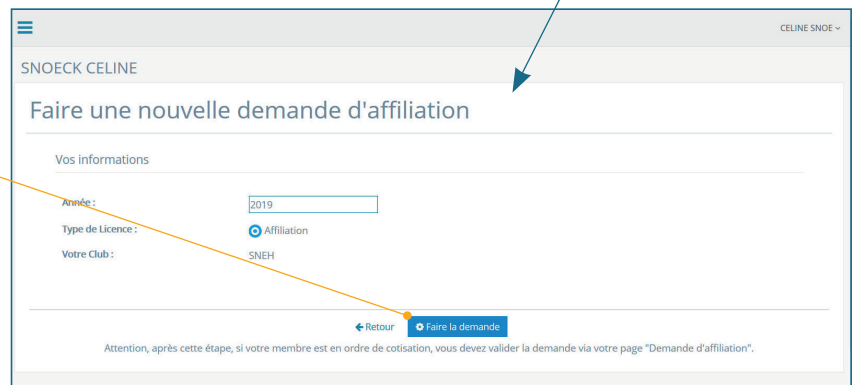 CELINE SNOE
SNOECK CELINE
Faire une nouvelle demande d'affiliation
Vos informations
Année :
2019
Type de Licence :
Affiliation
Votre Club :
SNEH
Retour
Faire la demande
Attention, après cette étape, si votre membre est en ordre de cotisation, vous devez valider la demande via votre page "Demande d'affiliation".